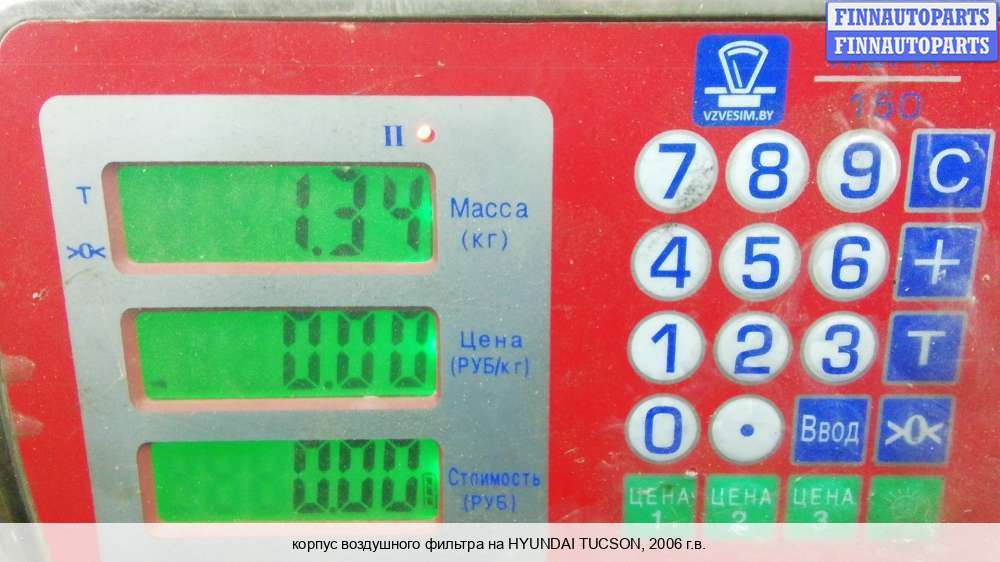 FINNAUTOPARTS
FINNAUTOPARTS
VZVESIM.BY
150
II
T
>0<
1.34
Масса
(кг)
0.00
Цена
(РУБ/кг)
0.00
Стоимость
(РУБ)
7 8 9 C
4 5 6 +
1 2 3 T
0 . Ввод >0<
ЦЕНА 1 ЦЕНА 2 ЦЕНА 3
корпус воздушного фильтра на HYUNDAI TUCSON, 2006 г.в.